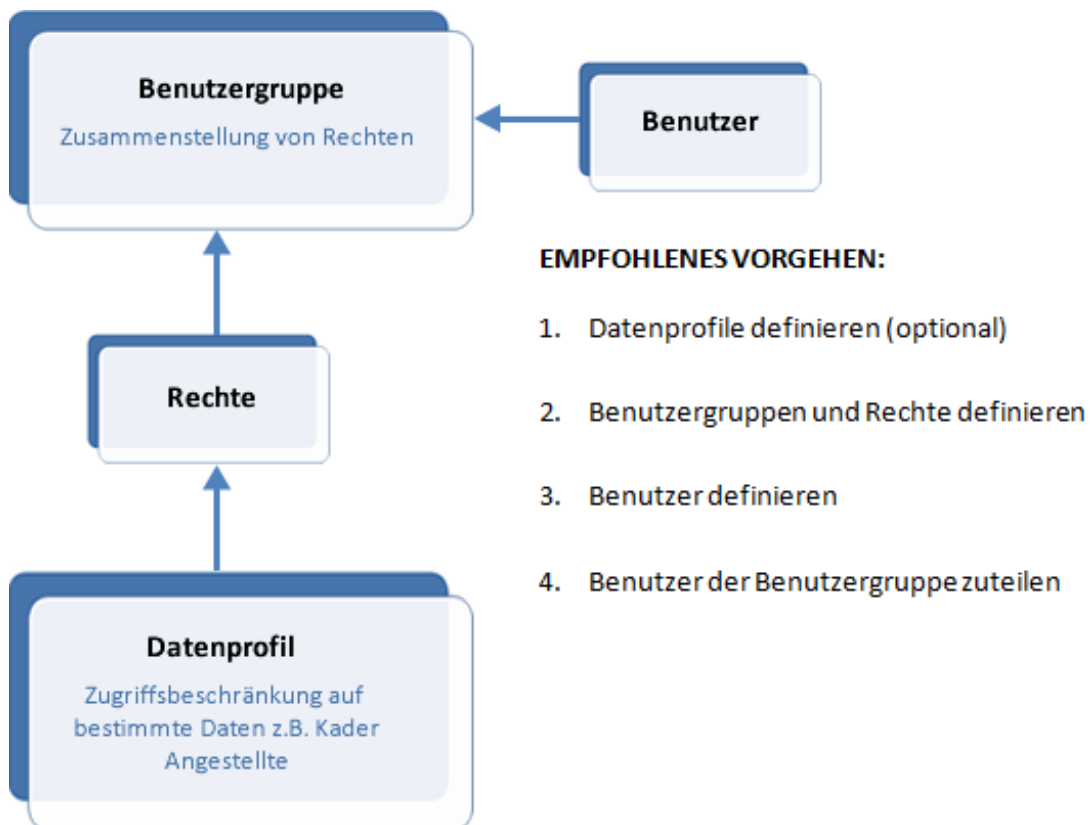 Benutzergruppe
Zusammenstellung von Rechten
Benutzer
EMPFOHLENES VORGEHEN:
1. Datenprofile definieren (optional)
2. Benutzergruppen und Rechte definieren
3. Benutzer definieren
4. Benutzer der Benutzergruppe zuteilen
Rechte
Datenprofil
Zugriffsbeschränkung auf
bestimmte Daten z.B. Kader
Angestellte